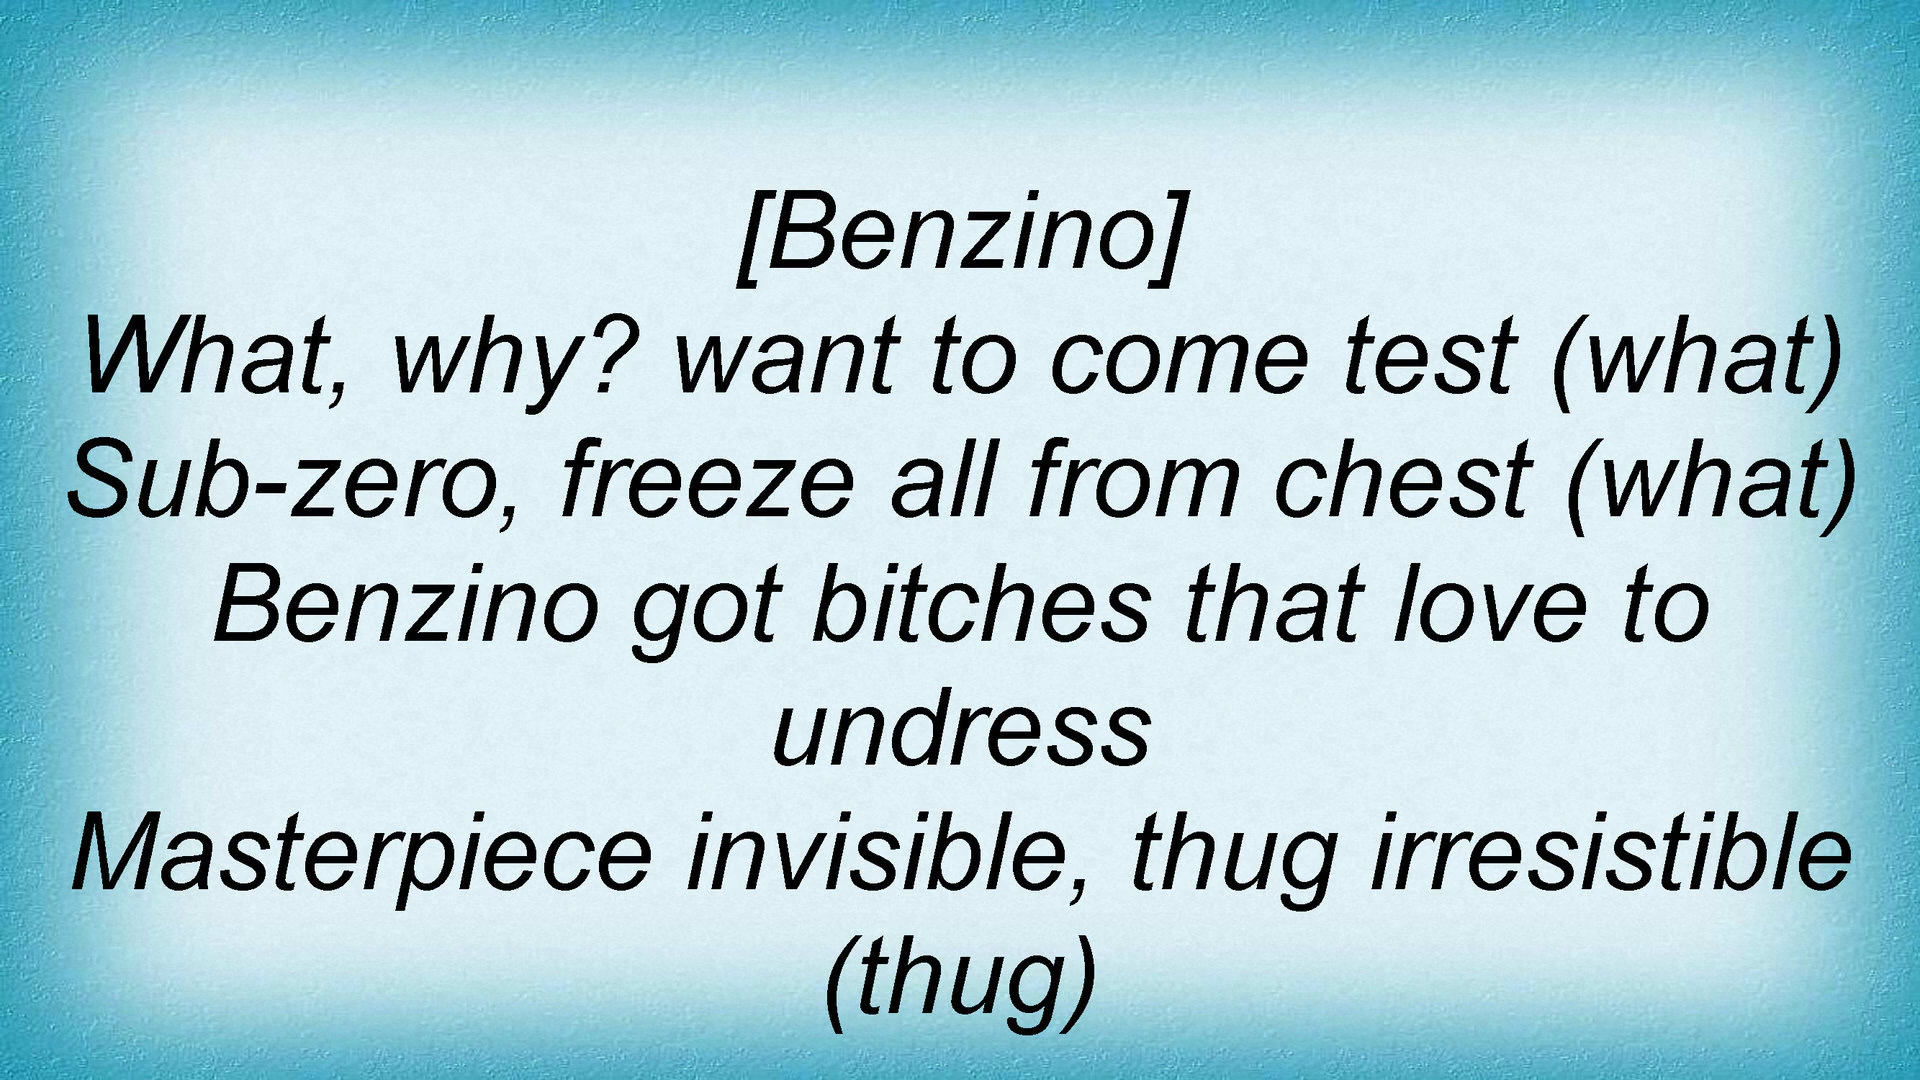 [Benzino]
What, why? want to come test (what)
Sub-zero, freeze all from chest (what)
Benzino got bitches that love to
undress
Masterpiece invisible, thug irresistible
(thug)